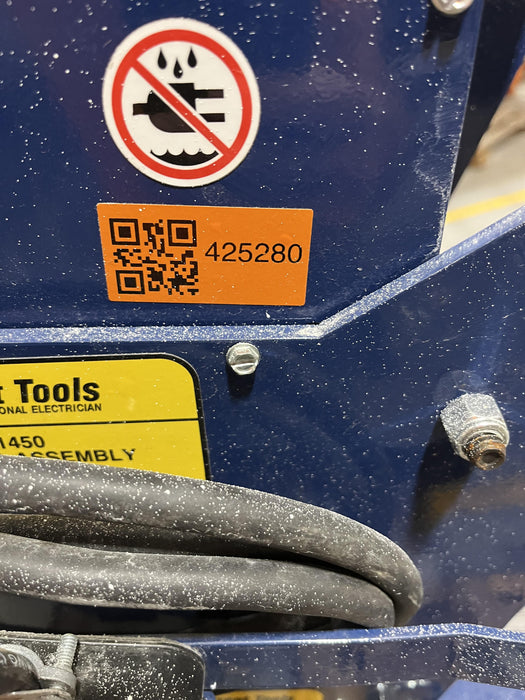 425280
Tools
ONAL ELECTRICIAN
1450
ASSEMBLY